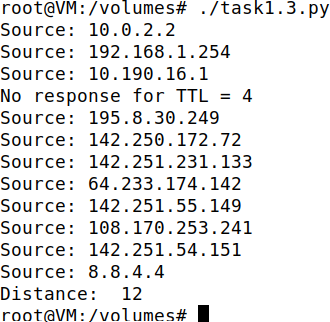 root@VM:/volumes# ./task1.3.py
Source: 10.0.2.2
Source: 192.168.1.254
Source: 10.190.16.1
No response for TTL = 4
Source: 195.8.30.249
Source: 142.250.172.72
Source: 142.251.231.133
Source: 64.233.174.142
Source: 142.251.55.149
Source: 108.170.253.241
Source: 142.251.54.151
Source: 8.8.4.4
Distance:  12
root@VM:/volumes#